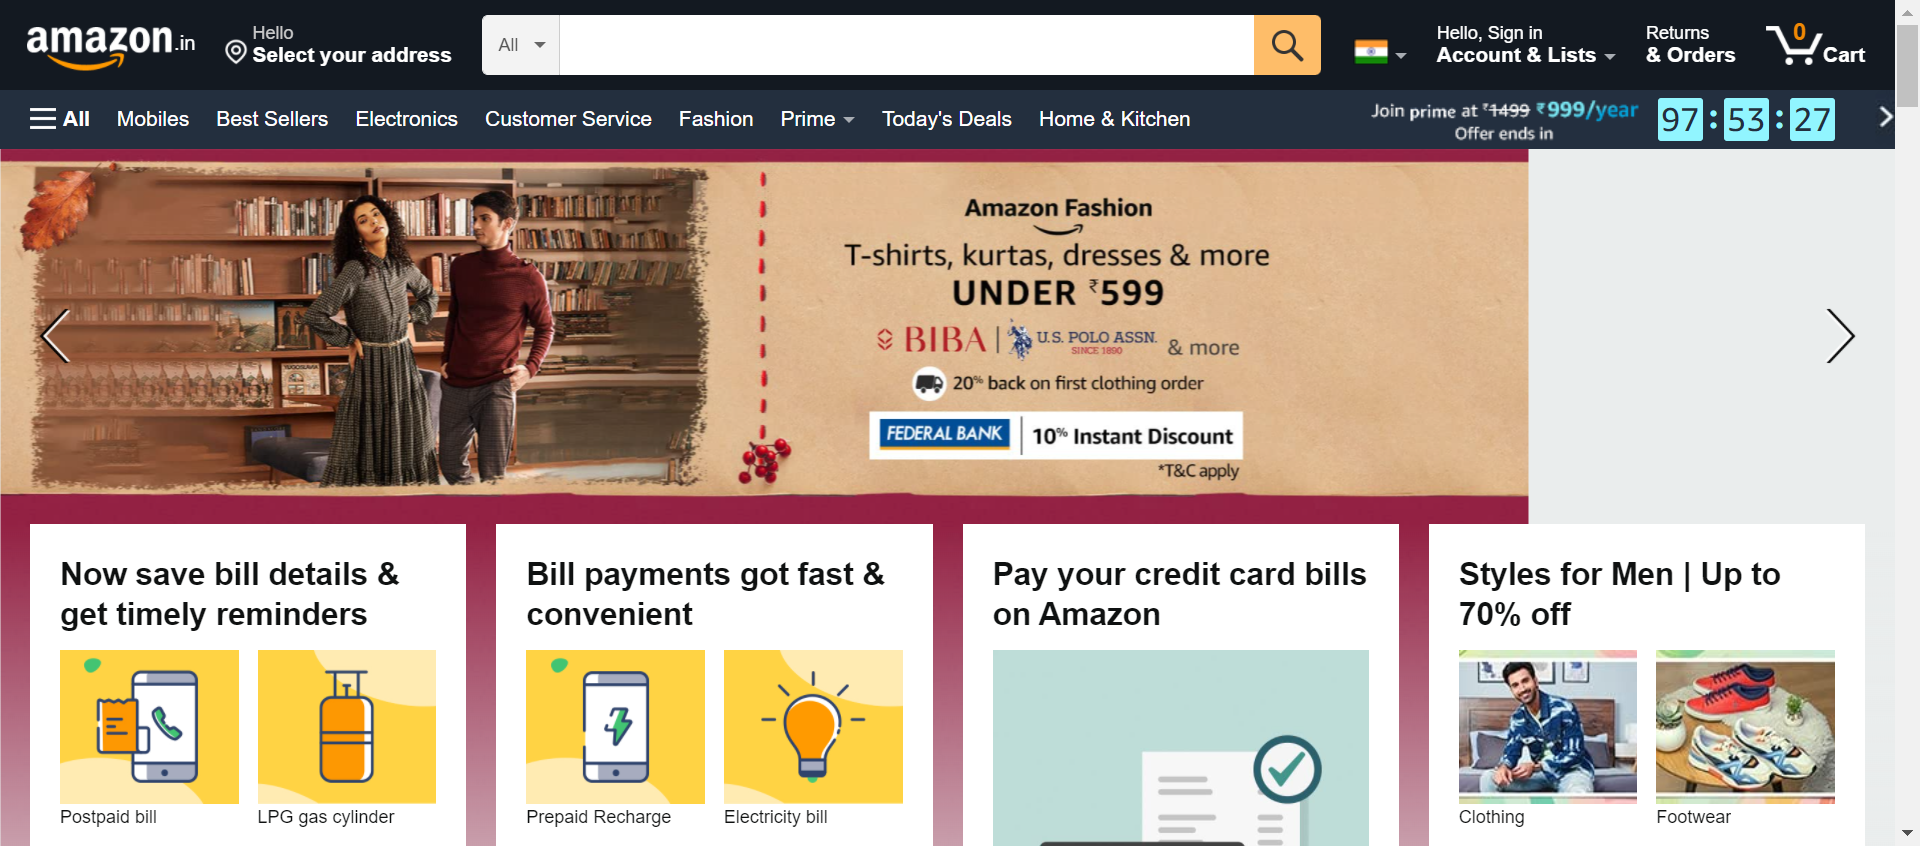 amazon.in
Hello
Select your address
All
Hello, Sign in
Account & Lists
Returns
& Orders
0
Cart
All
Mobiles
Best Sellers
Electronics
Customer Service
Fashion
Prime
Today's Deals
Home & Kitchen
Join prime at ₹1499 ₹999/year
Offer ends in
97 : 53 : 27
Amazon Fashion
T-shirts, kurtas, dresses & more
UNDER ₹599
BIBA | U.S. POLO ASSN.
SINCE 1890
& more
20% back on first clothing order
FEDERAL BANK
10% Instant Discount
*T&C apply
Now save bill details &
get timely reminders
Postpaid bill
LPG gas cylinder
Bill payments got fast &
convenient
Prepaid Recharge
Electricity bill
Pay your credit card bills
on Amazon
Styles for Men | Up to
70% off
Clothing
Footwear